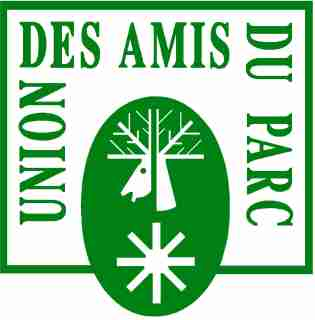 UNION
DES AMIS
DU PARC